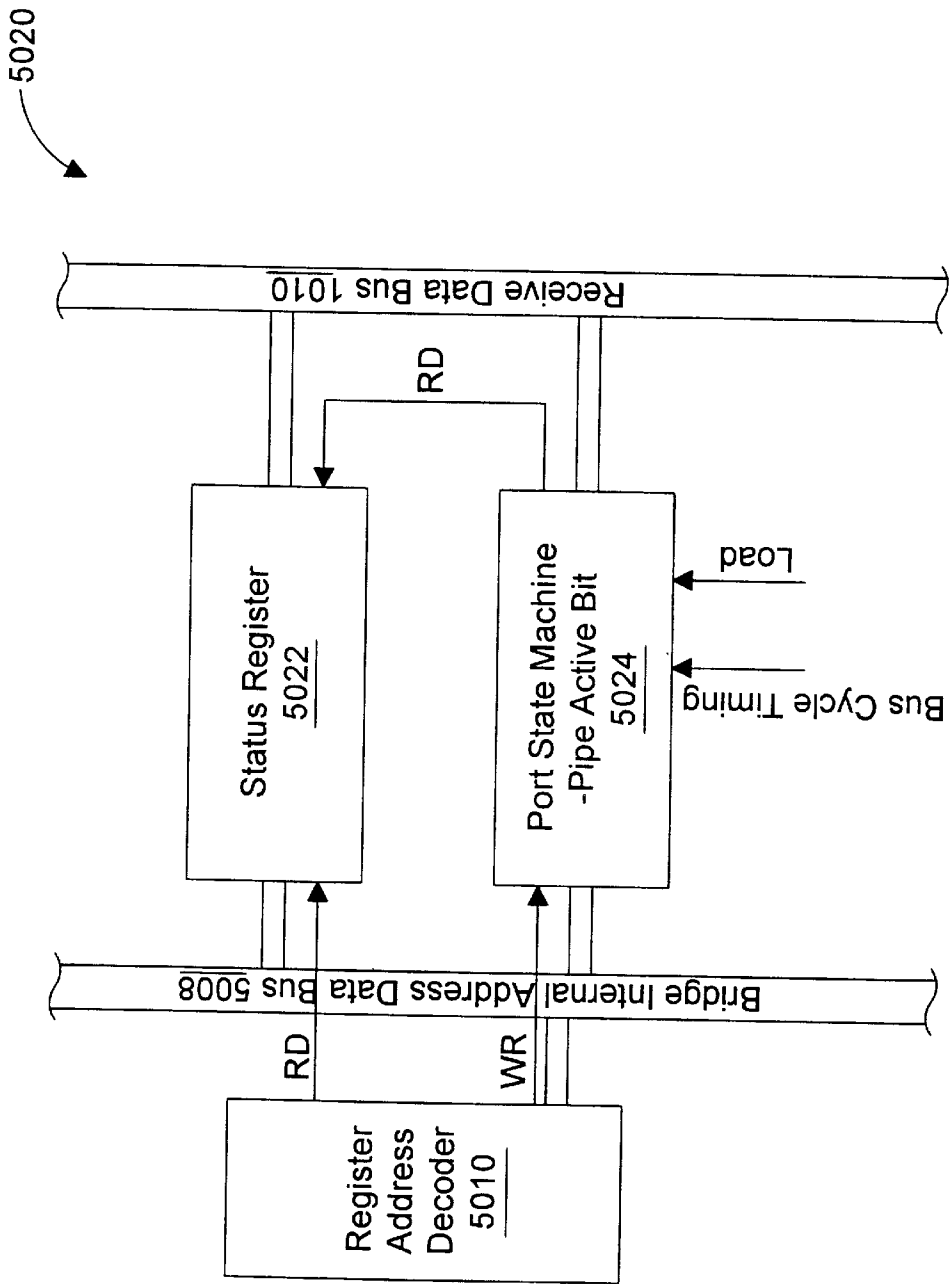 5020
Receive Data Bus 1010
RD
Status Register
5022
Port State Machine
-Pipe Active Bit
5024
Load
Bus Cycle Timing
Bridge Internal Address Data Bus 5008
RD
WR
Register
Address
Decoder
5010